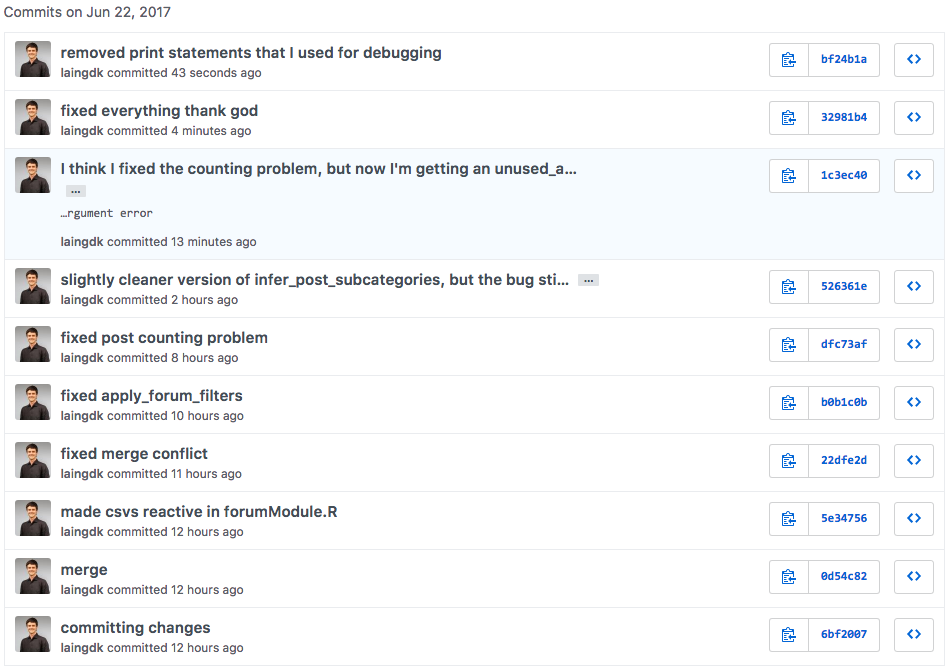 Commits on Jun 22, 2017
removed print statements that I used for debugging
laingdk committed 43 seconds ago
bf24b1a
fixed everything thank god
laingdk committed 4 minutes ago
32981b4
I think I fixed the counting problem, but now I'm getting an unused_a...
...
…rgument error
laingdk committed 13 minutes ago
1c3ec40
slightly cleaner version of infer_post_subcategories, but the bug sti... ...
laingdk committed 2 hours ago
526361e
fixed post counting problem
laingdk committed 8 hours ago
dfc73af
fixed apply_forum_filters
laingdk committed 10 hours ago
b0b1c0b
fixed merge conflict
laingdk committed 11 hours ago
22dfe2d
made csvs reactive in forumModule.R
laingdk committed 12 hours ago
5e34756
merge
laingdk committed 12 hours ago
0d54c82
committing changes
laingdk committed 12 hours ago
6bf2007